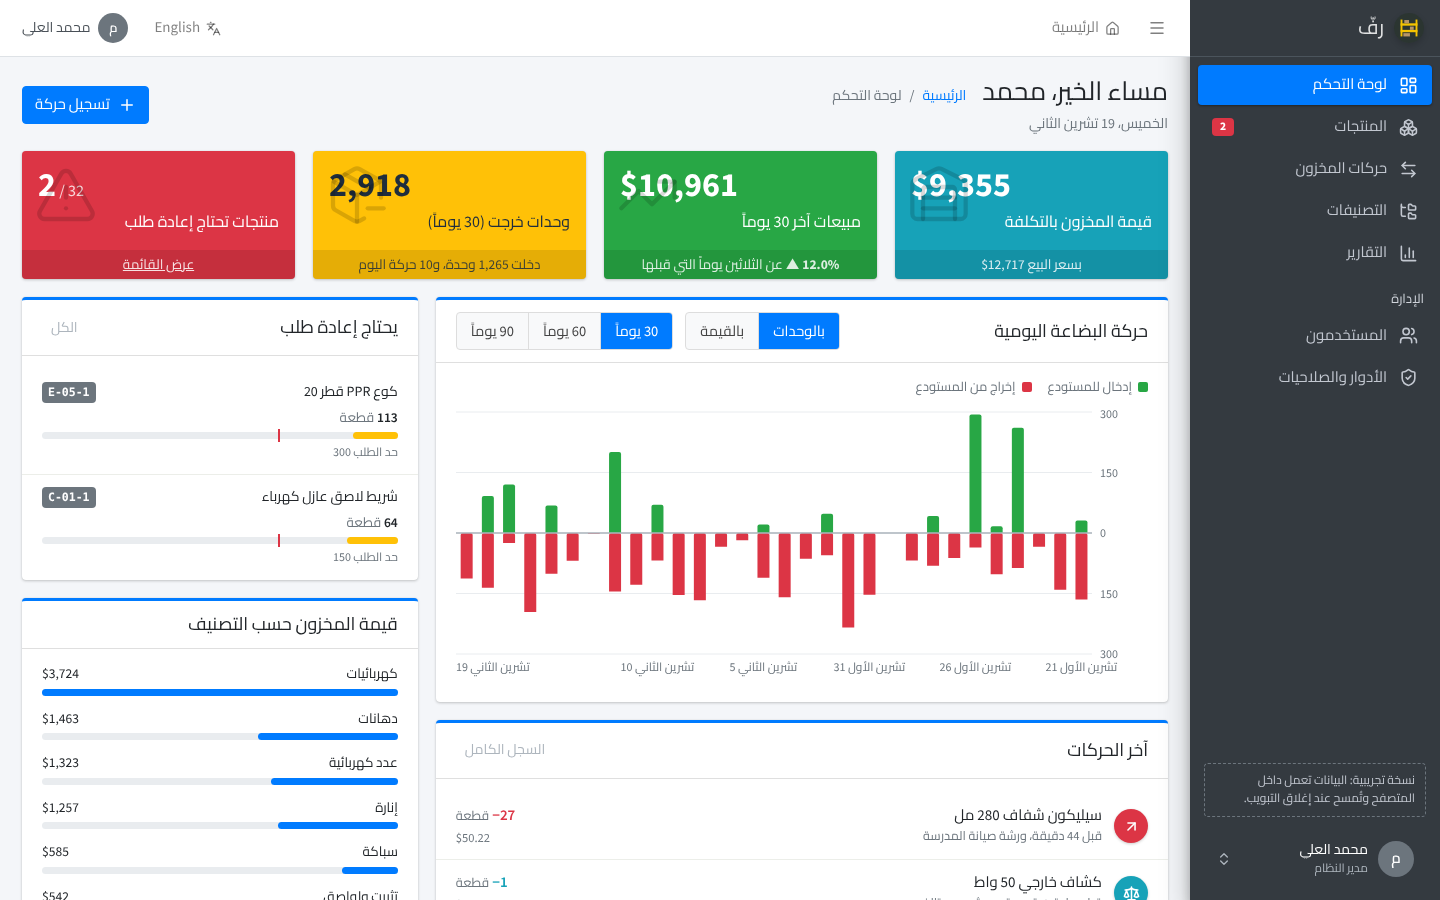 رفّ
لوحة التحكم
المنتجات 2
حركات المخزون
التصنيفات
التقارير
الإدارة
المستخدمون
الأدوار والصلاحيات
نسخة تجريبية: البيانات تعمل داخل
المتصفح وتُمسح عند إغلاق التبويب.
م
محمد العلي
مدير النظام
الرئيسية
English
م محمد العلي
مساء الخير، محمد
الرئيسية / لوحة التحكم
الخميس، 19 تشرين الثاني
تسجيل حركة
$9,355
قيمة المخزون بالتكلفة
بسعر البيع $12,717
$10,961
مبيعات آخر 30 يوماً
12.0% ▲ عن الثلاثين يوماً التي قبلها
2,918
وحدات خرجت (30 يوماً)
دخلت 1,265 وحدة، و10 حركة اليوم
2 / 32
منتجات تحتاج إعادة طلب
عرض القائمة
حركة البضاعة اليومية
بالوحدات بالقيمة
30 يوماً 60 يوماً 90 يوماً
إدخال للمستودع إخراج من المستودع
300
150
0
150
300
21 تشرين الأول 26 تشرين الأول 31 تشرين الأول 5 تشرين الثاني 10 تشرين الثاني 19 تشرين الثاني
آخر الحركات
السجل الكامل
سيليكون شفاف 280 مل
قبل 44 دقيقة، ورشة صيانة المدرسة
−27 قطعة
$50.22
كشاف خارجي 50 واط
−1 قطعة
يحتاج إعادة طلب
الكل
كوع PPR قطر 20
E-05-1
113 قطعة
حد الطلب 300
شريط لاصق عازل كهرباء
C-01-1
64 قطعة
حد الطلب 150
قيمة المخزون حسب التصنيف
كهربائيات $3,724
دهانات $1,463
عدد كهربائية $1,323
إنارة $1,257
سباكة $585
تثبيت ولواصق $542